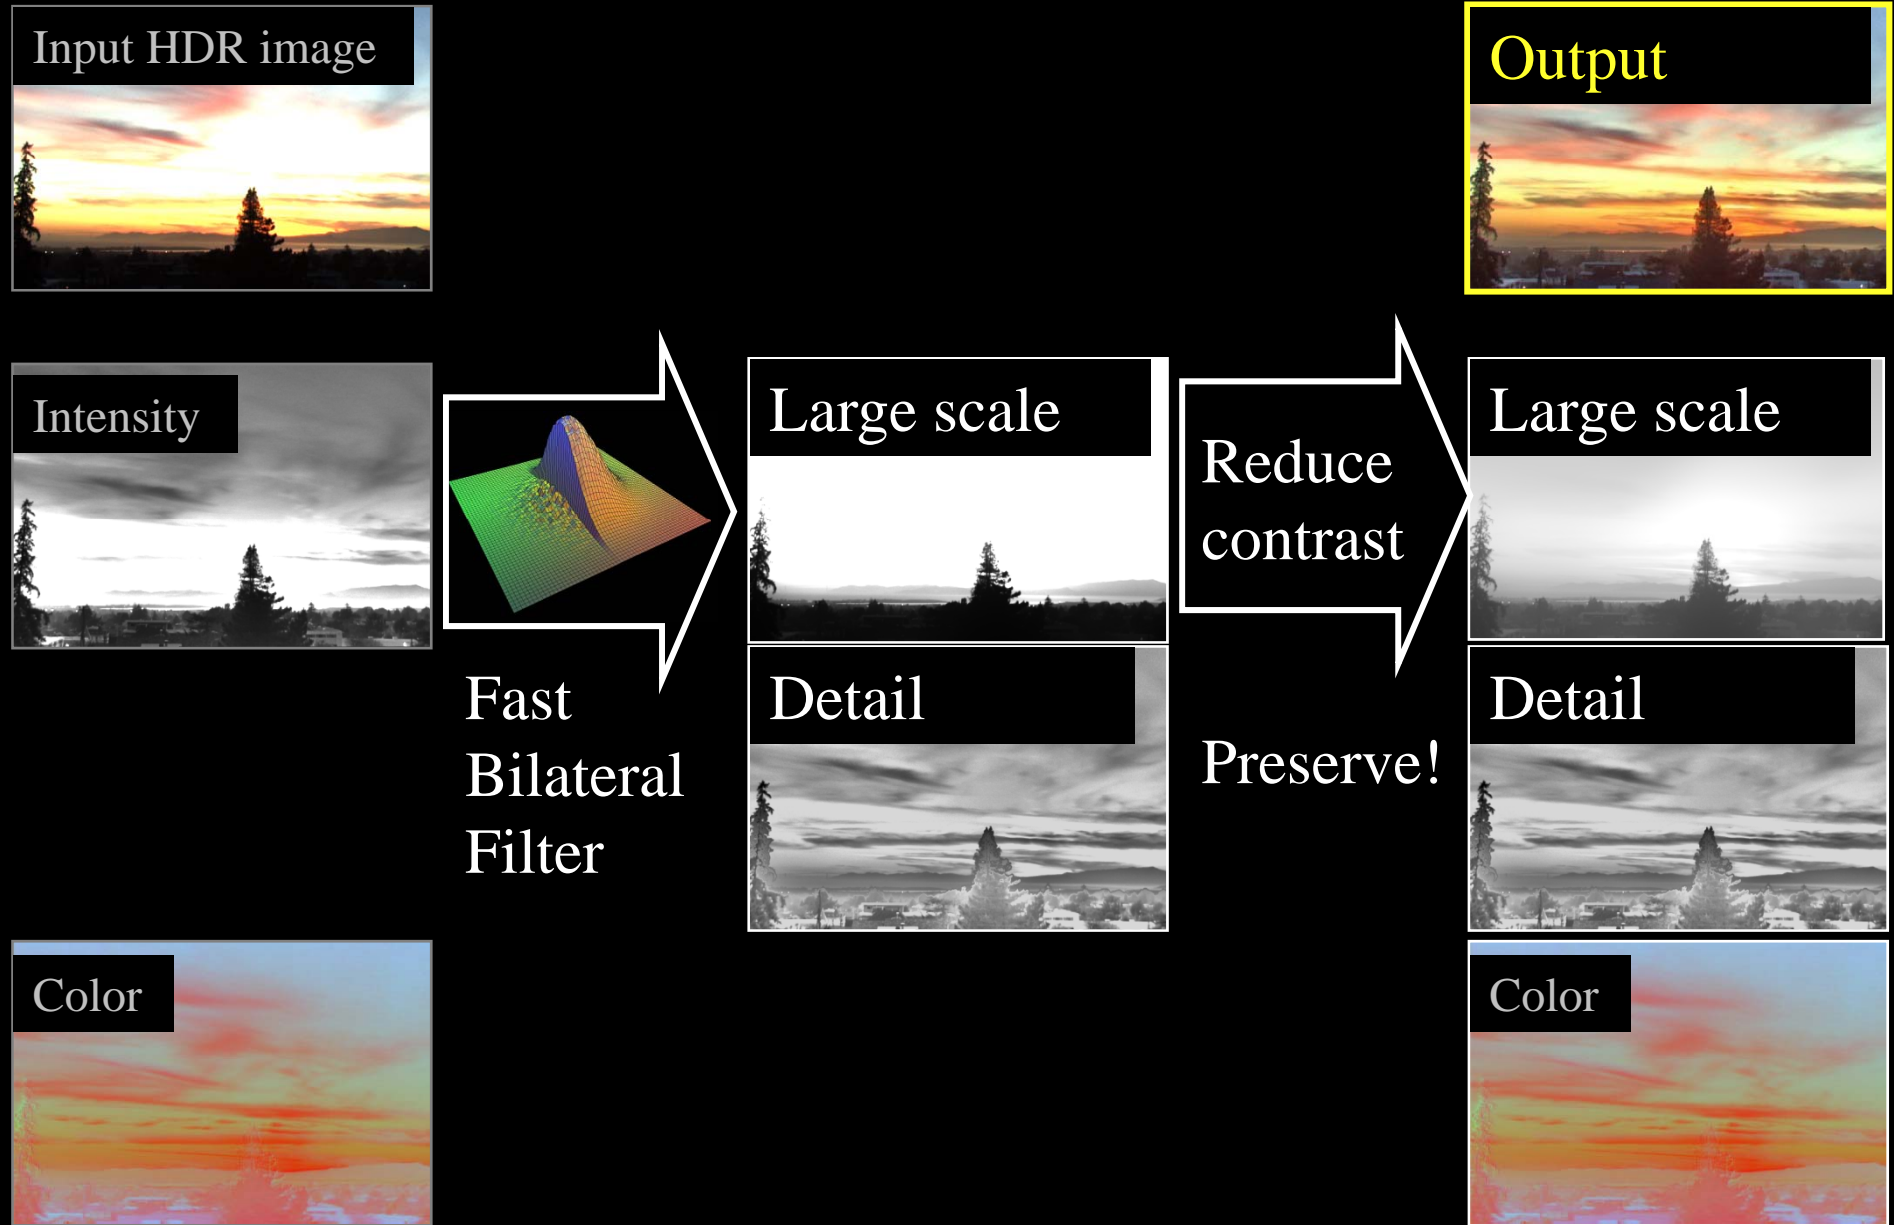 Input HDR image
Output
Intensity
Large scale
Reduce
contrast
Large scale
Fast
Bilateral
Filter
Detail
Preserve!
Detail
Color
Color